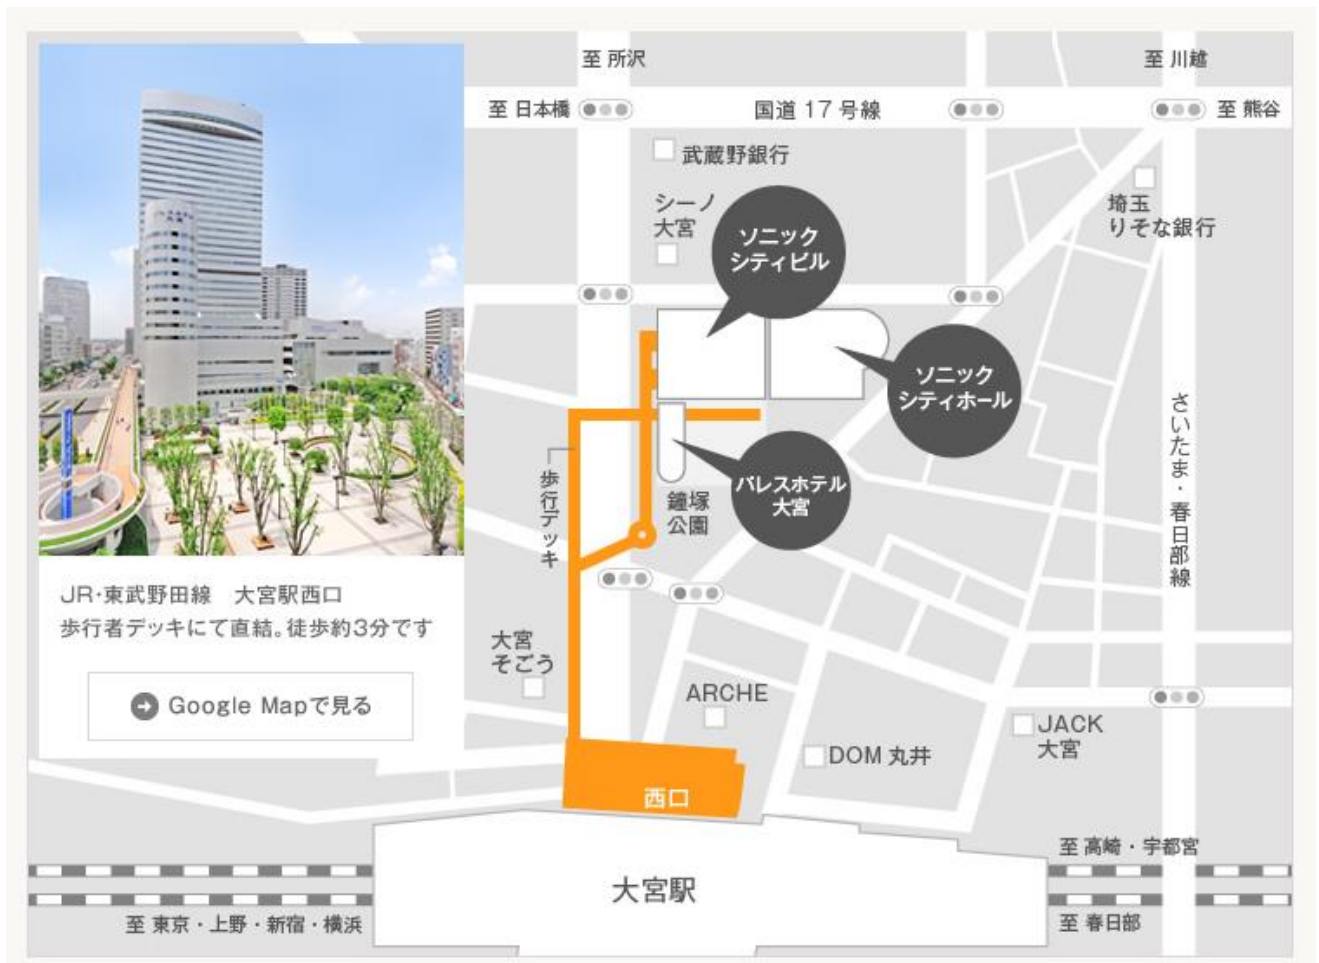 至 所沢
至 川越
至 日本橋
国道 17 号線
至 熊谷
武蔵野銀行
シーノ
大宮
ソニック
シティビル
埼玉
りそな銀行
ソニック
シティホール
パレスホテル
大宮
鐘塚
公園
歩行デッキ
さいたま・春日部線
JR・東武野田線　大宮駅西口
歩行者デッキにて直結。徒歩約3分です
Google Mapで見る
大宮
そごう
ARCHE
DOM 丸井
JACK
大宮
西口
大宮駅
至 高崎・宇都宮
至 春日部
至 東京・上野・新宿・横浜